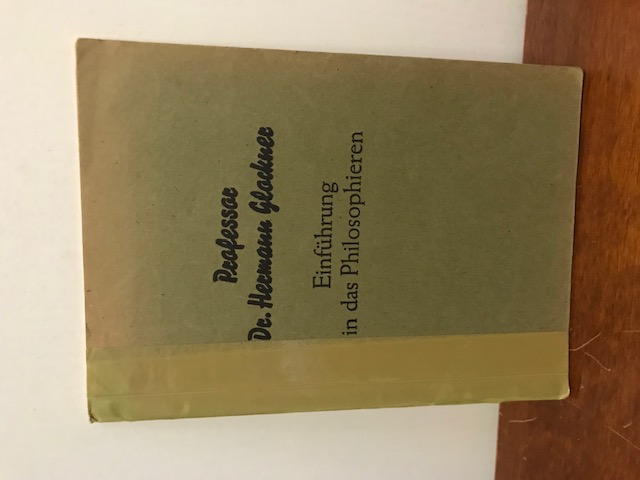 Professor
Dr. Hermann Glockner
Einführung
in das Philosophieren